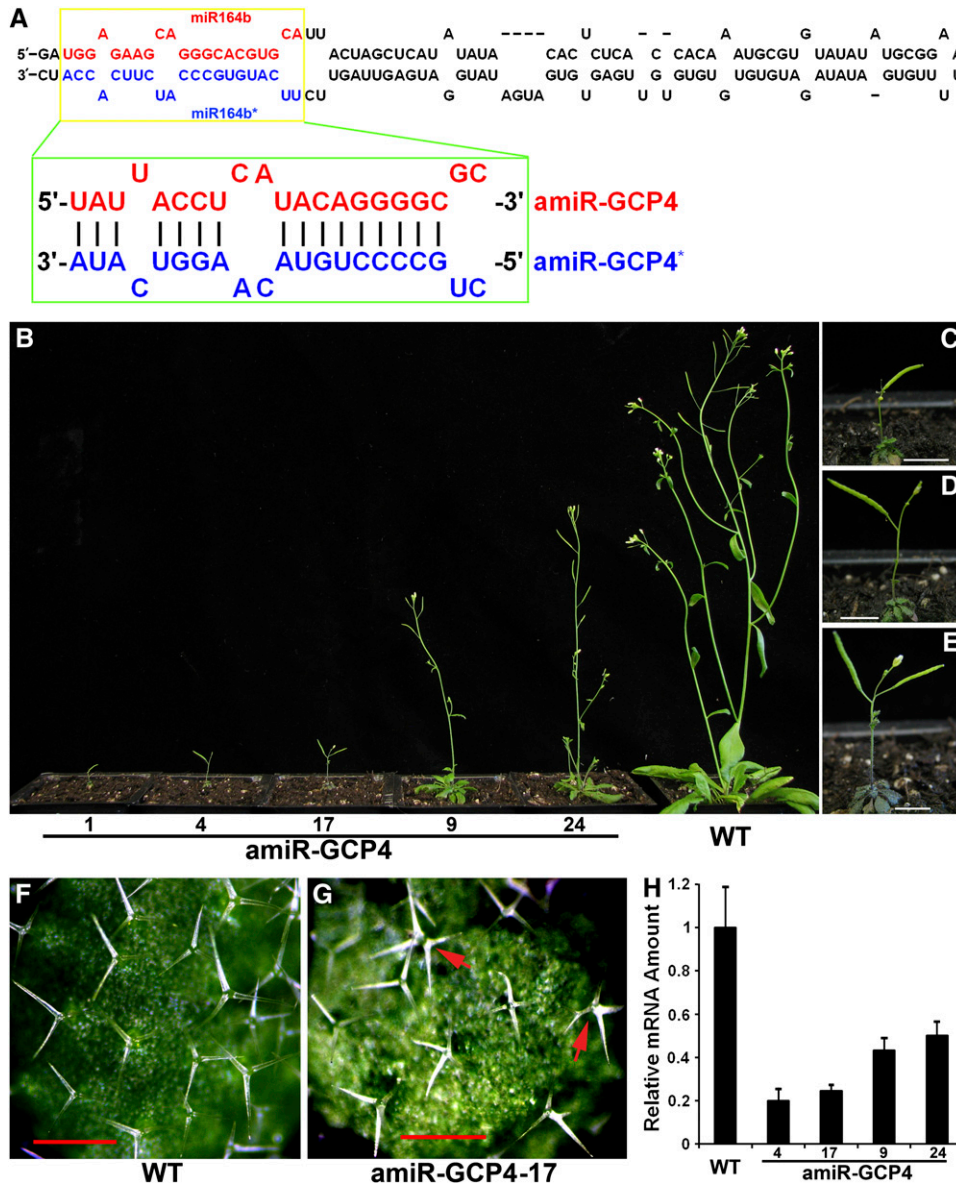 A
miR164b
A CA CA UU A ---- U - - A G A A
5'-GA UGG GAAG GGGCACGUG ACUAGCUCAU UAUA CAC CUCA C CACA AUGCGU UAUAU UGCGG A
3'-CU ACC CUUC CCCGUGUAC UGAUUGAGUA GUAU GUG GAGU G GUGU UGUGUA AUAUA GUGUU U
A UA UU CU G AGUA U U U G G - U
miR164b*
U CA GC
5'-UAU ACCU UACAGGGGC -3' amiR-GCP4
3'-AUA UGGA AUGUCCCCG -5' amiR-GCP4*
C AC UC
B
C
D
E
1 4 17 9 24
amiR-GCP4
WT
F
WT
G
amiR-GCP4-17
H
Relative mRNA Amount
1.2
1
0.8
0.6
0.4
0.2
0
WT
4 17 9 24
amiR-GCP4